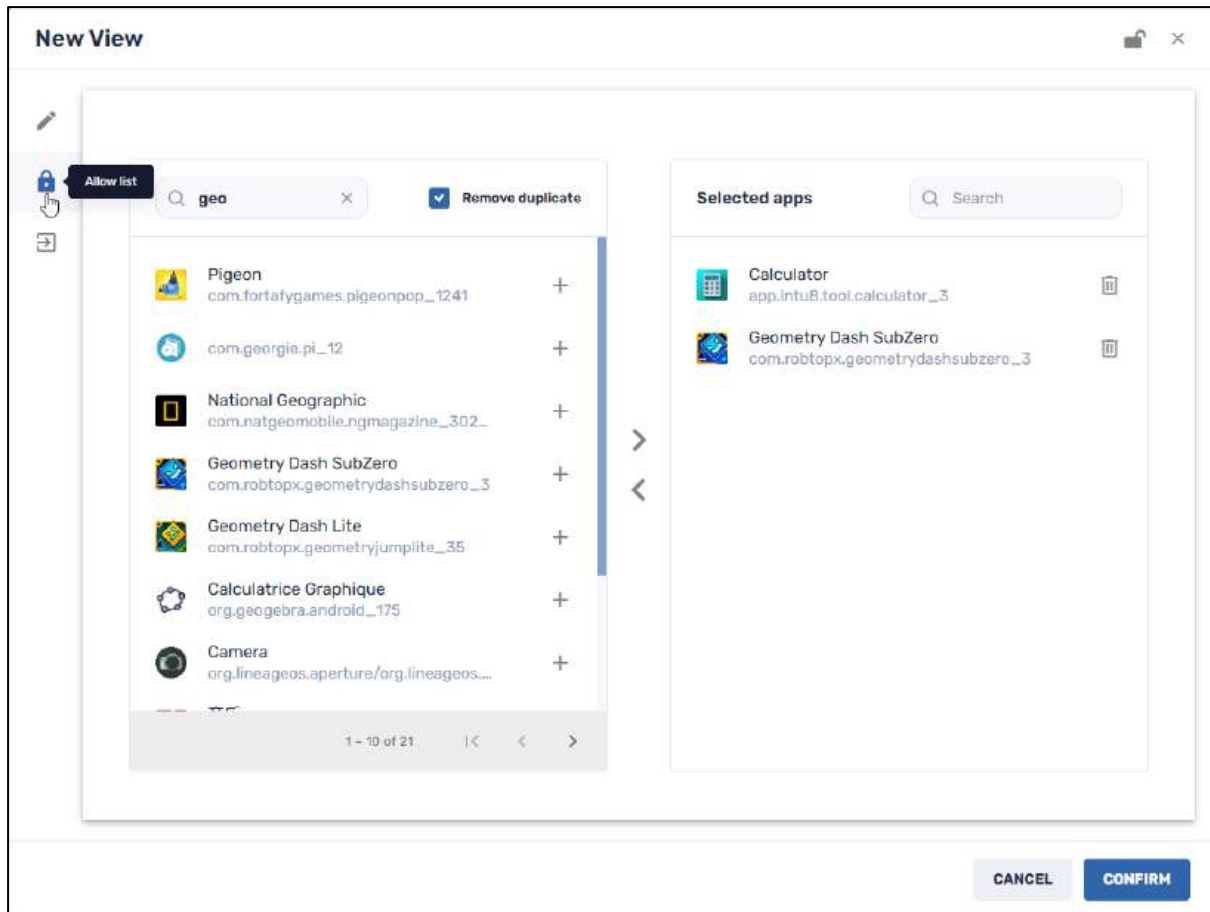 New View
Allow list
geo
Remove duplicate
Pigeon
com.fortafygames.pigeonpop_1241
com.georgie.pi_12
National Geographic
com.natgeomobile.ngmagazine_302...
Geometry Dash SubZero
com.robtopx.geometrydashsubzero_3
Geometry Dash Lite
com.robtopx.geometryjumplite_35
Calculatrice Graphique
org.geogebra.android_175
Camera
org.lineageos.aperture/org.lineageos....
1 – 10 of 21
Selected apps
Search
Calculator
app.intu8.tool.calculator_3
Geometry Dash SubZero
com.robtopx.geometrydashsubzero_3
CANCEL
CONFIRM